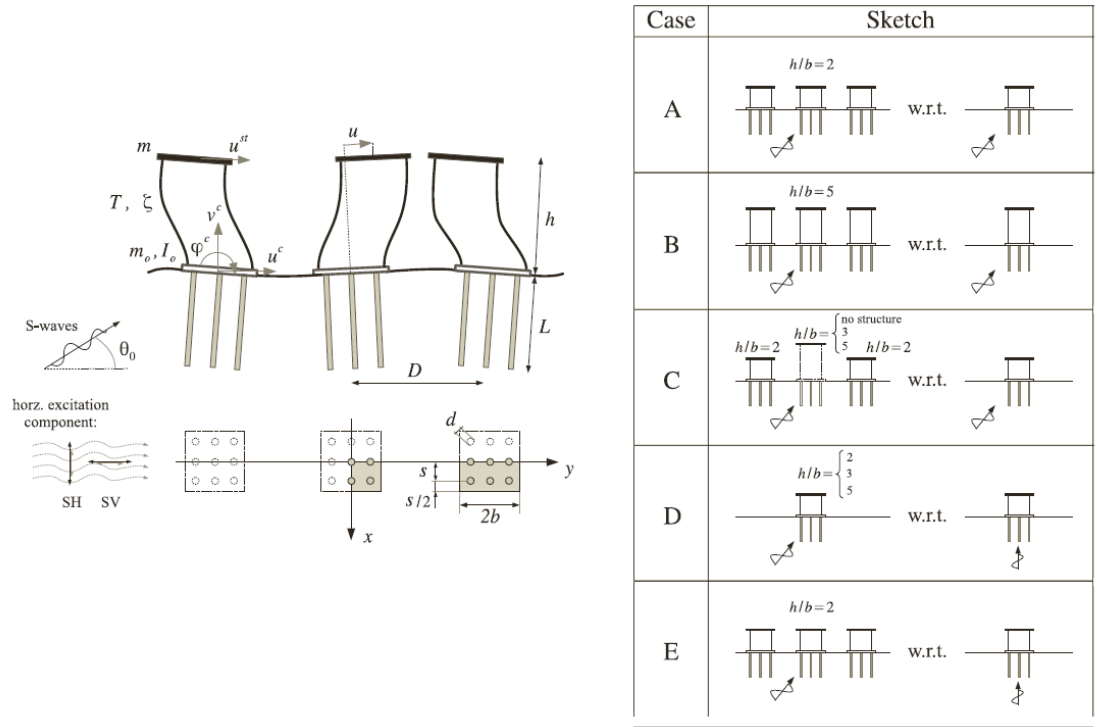 m
u^st
u
T, ζ
v^c
h
m_o, I_o
φ^c
u^c
S-waves
θ_0
L
D
horz. excitation
component:
d
s
y
s/2
SH SV
2b
x
Case Sketch
h/b=2
A w.r.t.
h/b=5
B w.r.t.
no structure
h/b= 3
5
h/b=2 h/b=2
C w.r.t.
2
h/b= 3
5
D w.r.t.
h/b=2
E w.r.t.